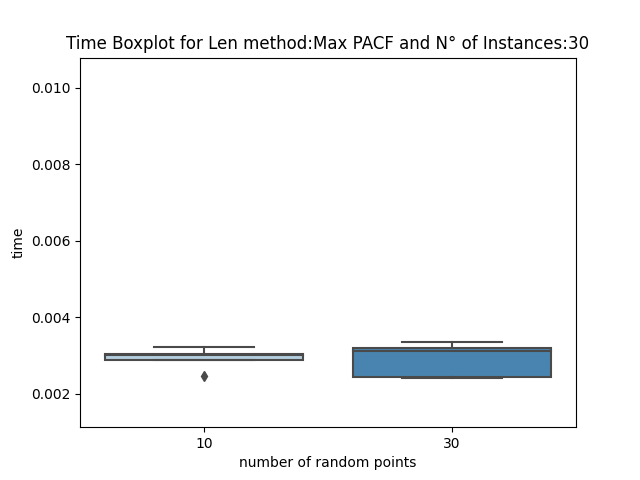 Time Boxplot for Len method:Max PACF and N° of Instances:30
0.010
0.008
0.006
0.004
0.002
time
10 30
number of random points